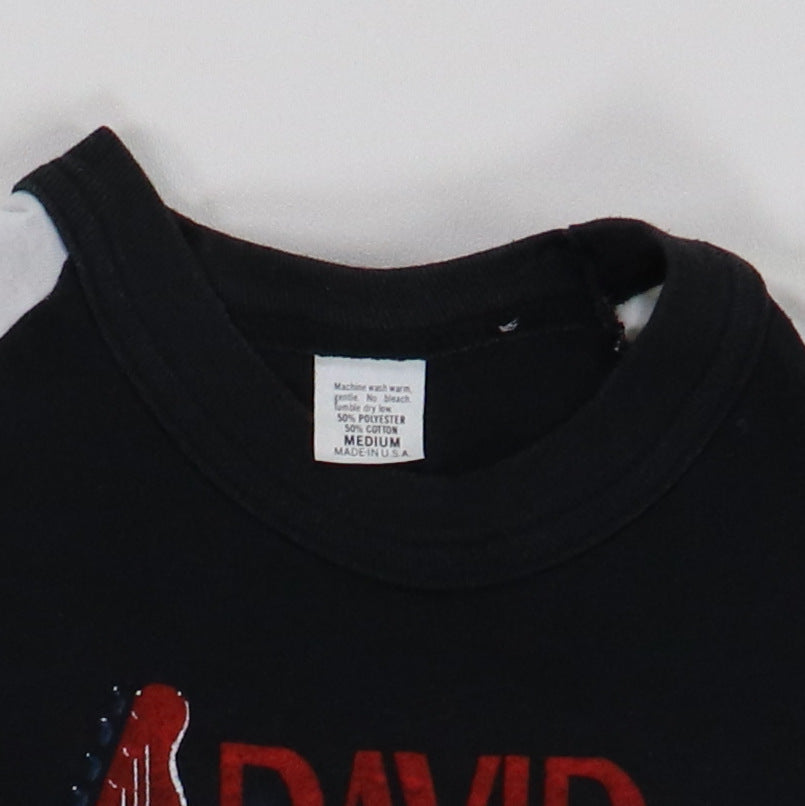 Machine wash warm,
gentle. No bleach.
Tumble dry low.
50% POLYESTER
50% COTTON
MEDIUM
MADE IN U.S.A.
DAVID